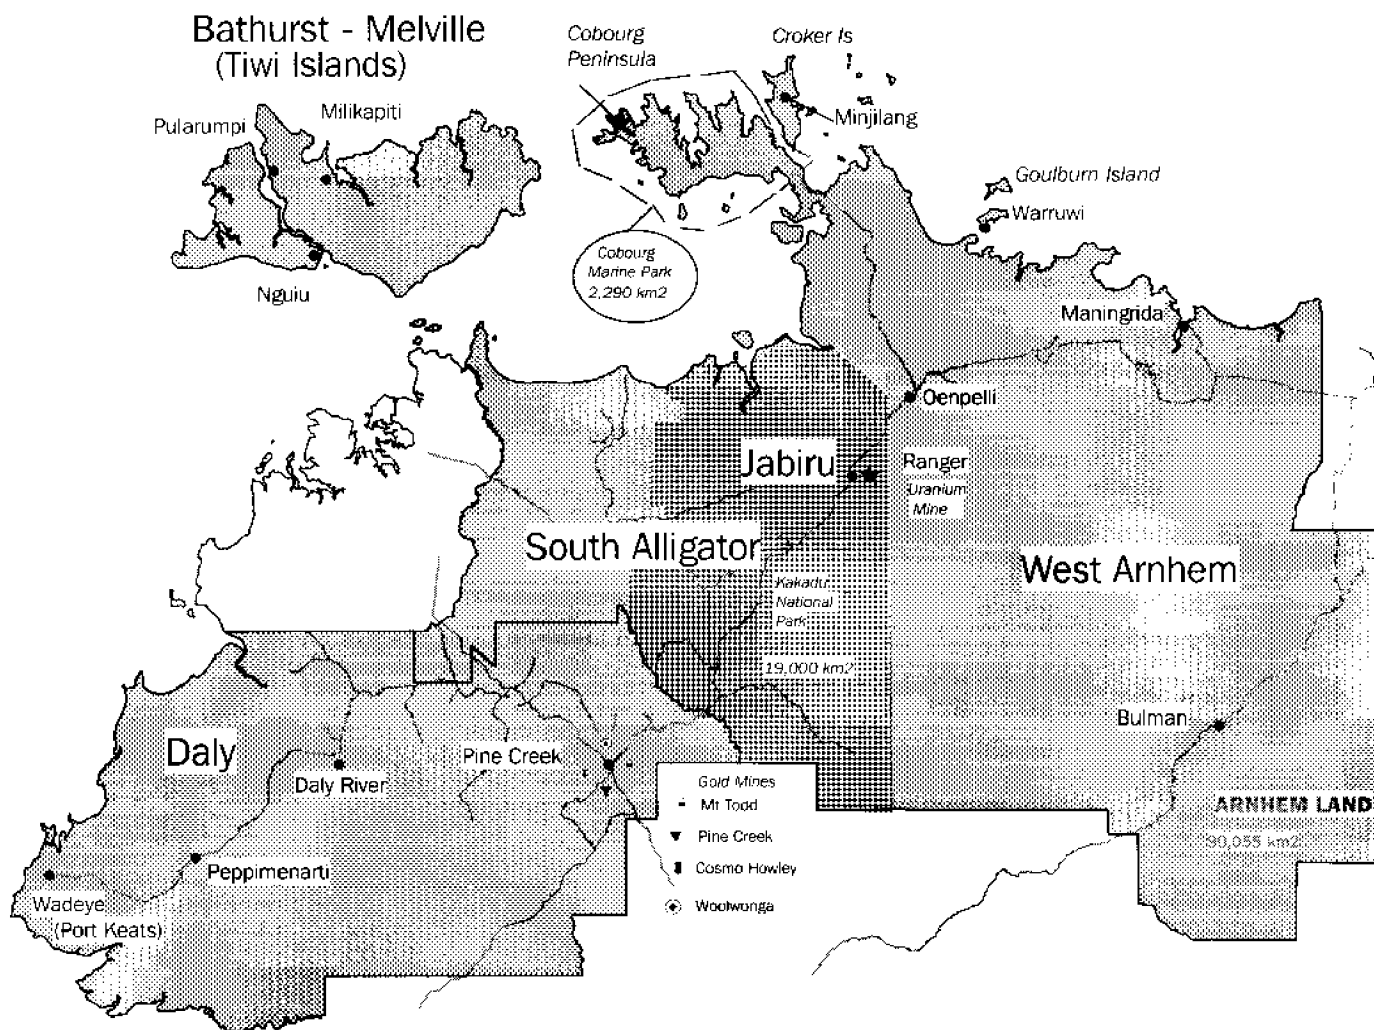 Bathurst - Melville
(Tiwi Islands)
Cobourg
Peninsula
Croker Is
Pularumpi
Milikapiti
Minjilang
Goulburn Island
Warruwi
Cobourg
Marine Park
2,290 km2
Nguiu
Maningrida
Oenpelli
Jabiru
Ranger
Uranium
Mine
South Alligator
West Arnhem
Kakadu
National
Park
19,000 km2
Bulman
Daly
Pine Creek
Daly River
Gold Mines
Mt Todd
Pine Creek
Cosmo Howley
Woolwonga
ARNHEM LAND
90,055 km2
Peppimenarti
Wadeye
(Port Keats)